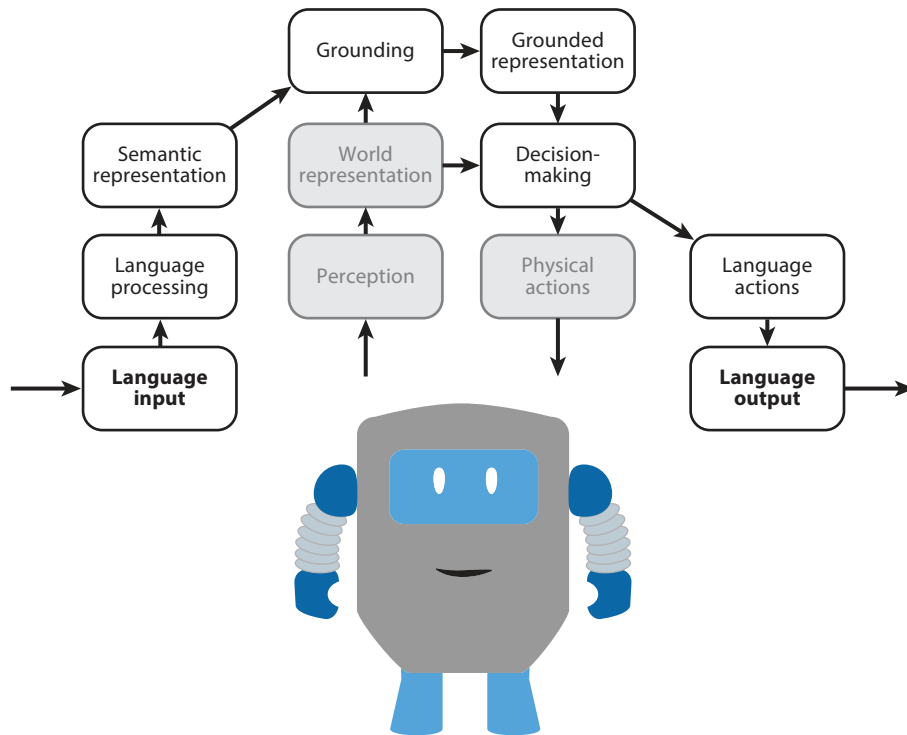 Grounding
Grounded
representation
Semantic
representation
World
representation
Decision-
making
Language
processing
Perception
Physical
actions
Language
actions
Language
input
Language
output